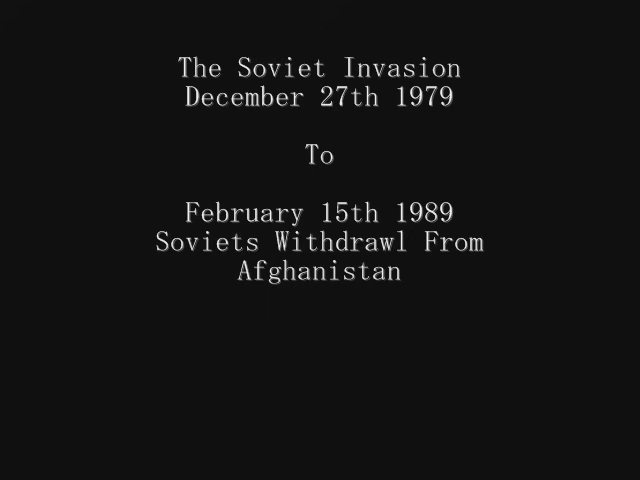 The Soviet Invasion
December 27th 1979
To
February 15th 1989
Soviets Withdrawl From
Afghanistan